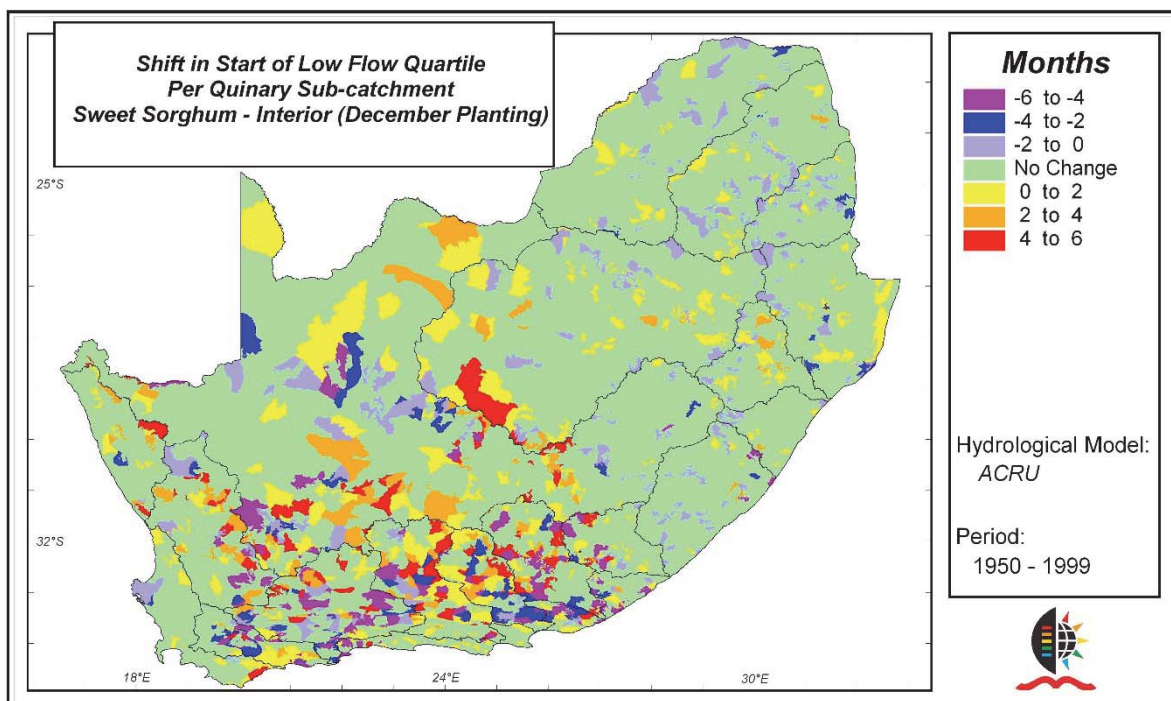 Shift in Start of Low Flow Quartile
Per Quinary Sub-catchment
Sweet Sorghum - Interior (December Planting)
Months
-6 to -4
-4 to -2
-2 to 0
No Change
0 to 2
2 to 4
4 to 6
25°S
32°S
18°E
24°E
30°E
Hydrological Model:
ACRU
Period:
1950 - 1999